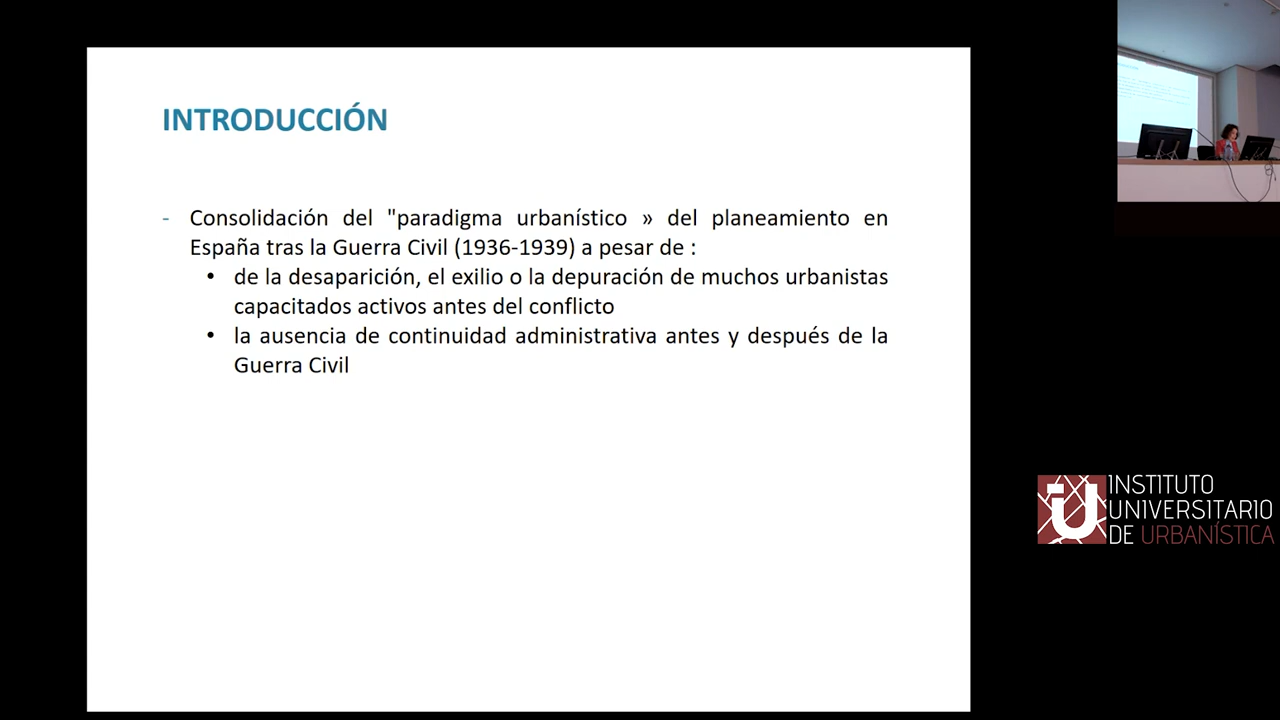 INTRODUCCIÓN
- Consolidación del "paradigma urbanístico » del planeamiento en
España tras la Guerra Civil (1936-1939) a pesar de :
• de la desaparición, el exilio o la depuración de muchos urbanistas
capacitados activos antes del conflicto
• la ausencia de continuidad administrativa antes y después de la
Guerra Civil
INSTITUTO
UNIVERSITARIO
DE URBANÍSTICA